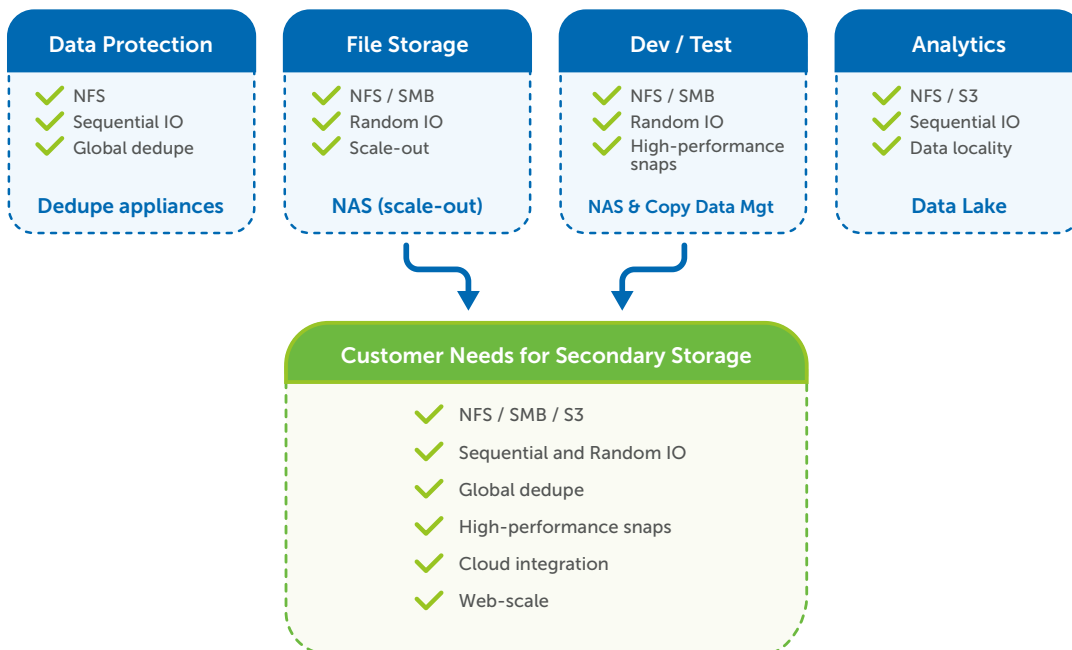 Data Protection
NFS
Sequential IO
Global dedupe
Dedupe appliances
File Storage
NFS / SMB
Random IO
Scale-out
NAS (scale-out)
Dev / Test
NFS / SMB
Random IO
High-performance
snaps
NAS & Copy Data Mgt
Analytics
NFS / S3
Sequential IO
Data locality
Data Lake
Customer Needs for Secondary Storage
NFS / SMB / S3
Sequential and Random IO
Global dedupe
High-performance snaps
Cloud integration
Web-scale